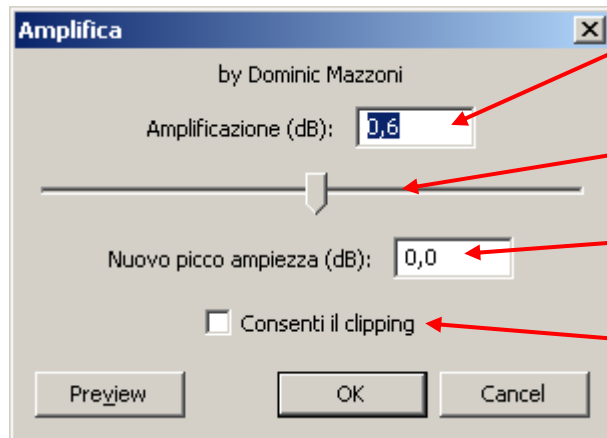 Amplifica
by Dominic Mazzoni
Amplificazione (dB): 0,6
Nuovo picco ampiezza (dB): 0,0
Consenti il clipping
Preview OK Cancel